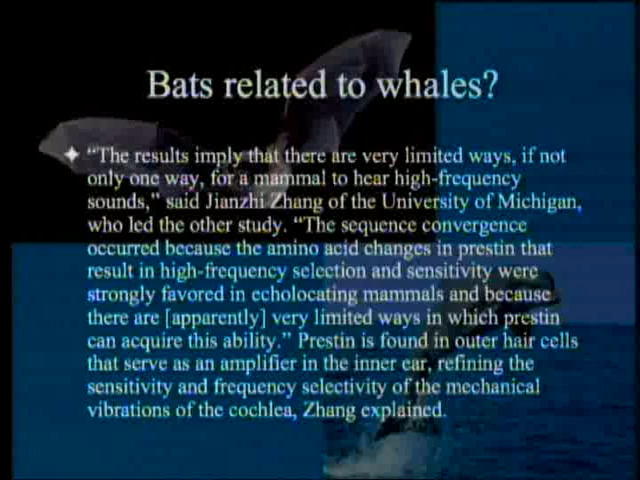 Bats related to whales?
“The results imply that there are very limited ways, if not
only one way, for a mammal to hear high-frequency
sounds,” said Jianzhi Zhang of the University of Michigan,
who led the other study. “The sequence convergence
occurred because the amino acid changes in prestin that
result in high-frequency selection and sensitivity were
strongly favored in echolocating mammals and because
there are [apparently] very limited ways in which prestin
can acquire this ability.” Prestin is found in outer hair cells
that serve as an amplifier in the inner ear, refining the
sensitivity and frequency selectivity of the mechanical
vibrations of the cochlea, Zhang explained.